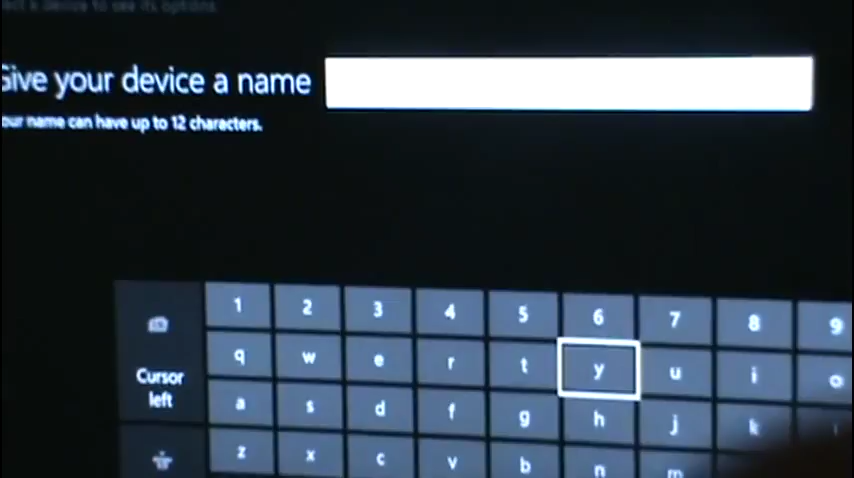 Give your device a name
our name can have up to 12 characters.
1 2 3 4 5 6 7 8 9
q w e r t y u i o
Cursor left
a s d f g h j k
z x c v b n m